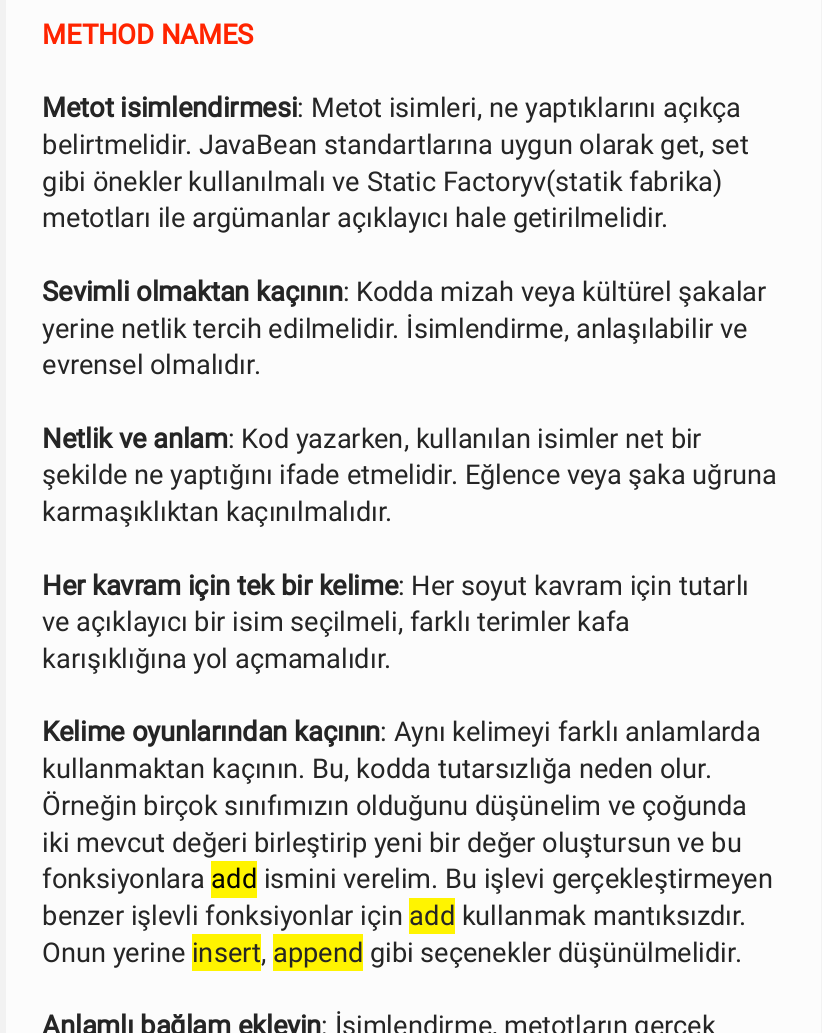 METHOD NAMES
Metot isimlendirmesi: Metot isimleri, ne yaptıklarını açıkça
belirtmelidir. JavaBean standartlarına uygun olarak get, set
gibi önekler kullanılmalı ve Static Factoryv(statik fabrika)
metotları ile argümanlar açıklayıcı hale getirilmelidir.
Sevimli olmaktan kaçının: Kodda mizah veya kültürel şakalar
yerine netlik tercih edilmelidir. İsimlendirme, anlaşılabilir ve
evrensel olmalıdır.
Netlik ve anlam: Kod yazarken, kullanılan isimler net bir
şekilde ne yaptığını ifade etmelidir. Eğlence veya şaka uğruna
karmaşıklıktan kaçınılmalıdır.
Her kavram için tek bir kelime: Her soyut kavram için tutarlı
ve açıklayıcı bir isim seçilmeli, farklı terimler kafa
karışıklığına yol açmamalıdır.
Kelime oyunlarından kaçının: Aynı kelimeyi farklı anlamlarda
kullanmaktan kaçının. Bu, kodda tutarsızlığa neden olur.
Örneğin birçok sınıfımızın olduğunu düşünelim ve çoğunda
iki mevcut değeri birleştirip yeni bir değer oluştursun ve bu
fonksiyonlara add ismini verelim. Bu işlevi gerçekleştirmeyen
benzer işlevli fonksiyonlar için add kullanmak mantıksızdır.
Onun yerine insert, append gibi seçenekler düşünülmelidir.
Anlamlı bağlam ekleyin: İsimlendirme, metotların gerçek